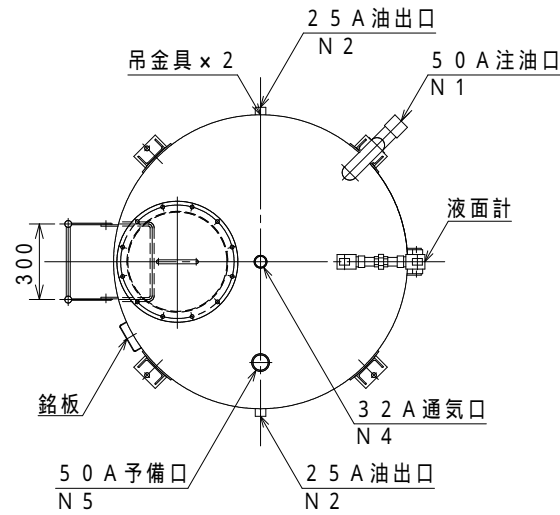 25A油出口
N2
吊金具×2
50A注油口
N1
液面計
300
銘板
32A通気口
N4
50A予備口
N5
25A油出口
N2